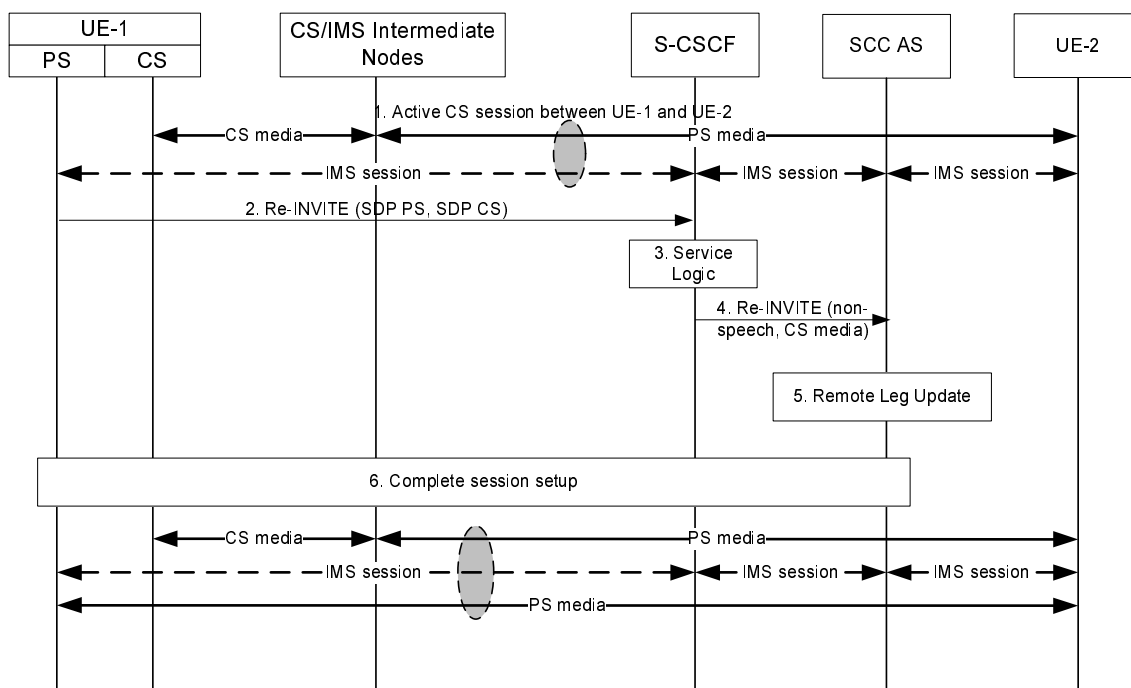 UE-1
PS
CS
CS/IMS Intermediate
Nodes
S-CSCF
SCC AS
UE-2
1. Active CS session between UE-1 and UE-2
CS media
PS media
IMS session
IMS session
IMS session
2. Re-INVITE (SDP PS, SDP CS)
3. Service
Logic
4. Re-INVITE (non-
speech, CS media)
5. Remote Leg Update
6. Complete session setup
CS media
PS media
IMS session
IMS session
IMS session
PS media